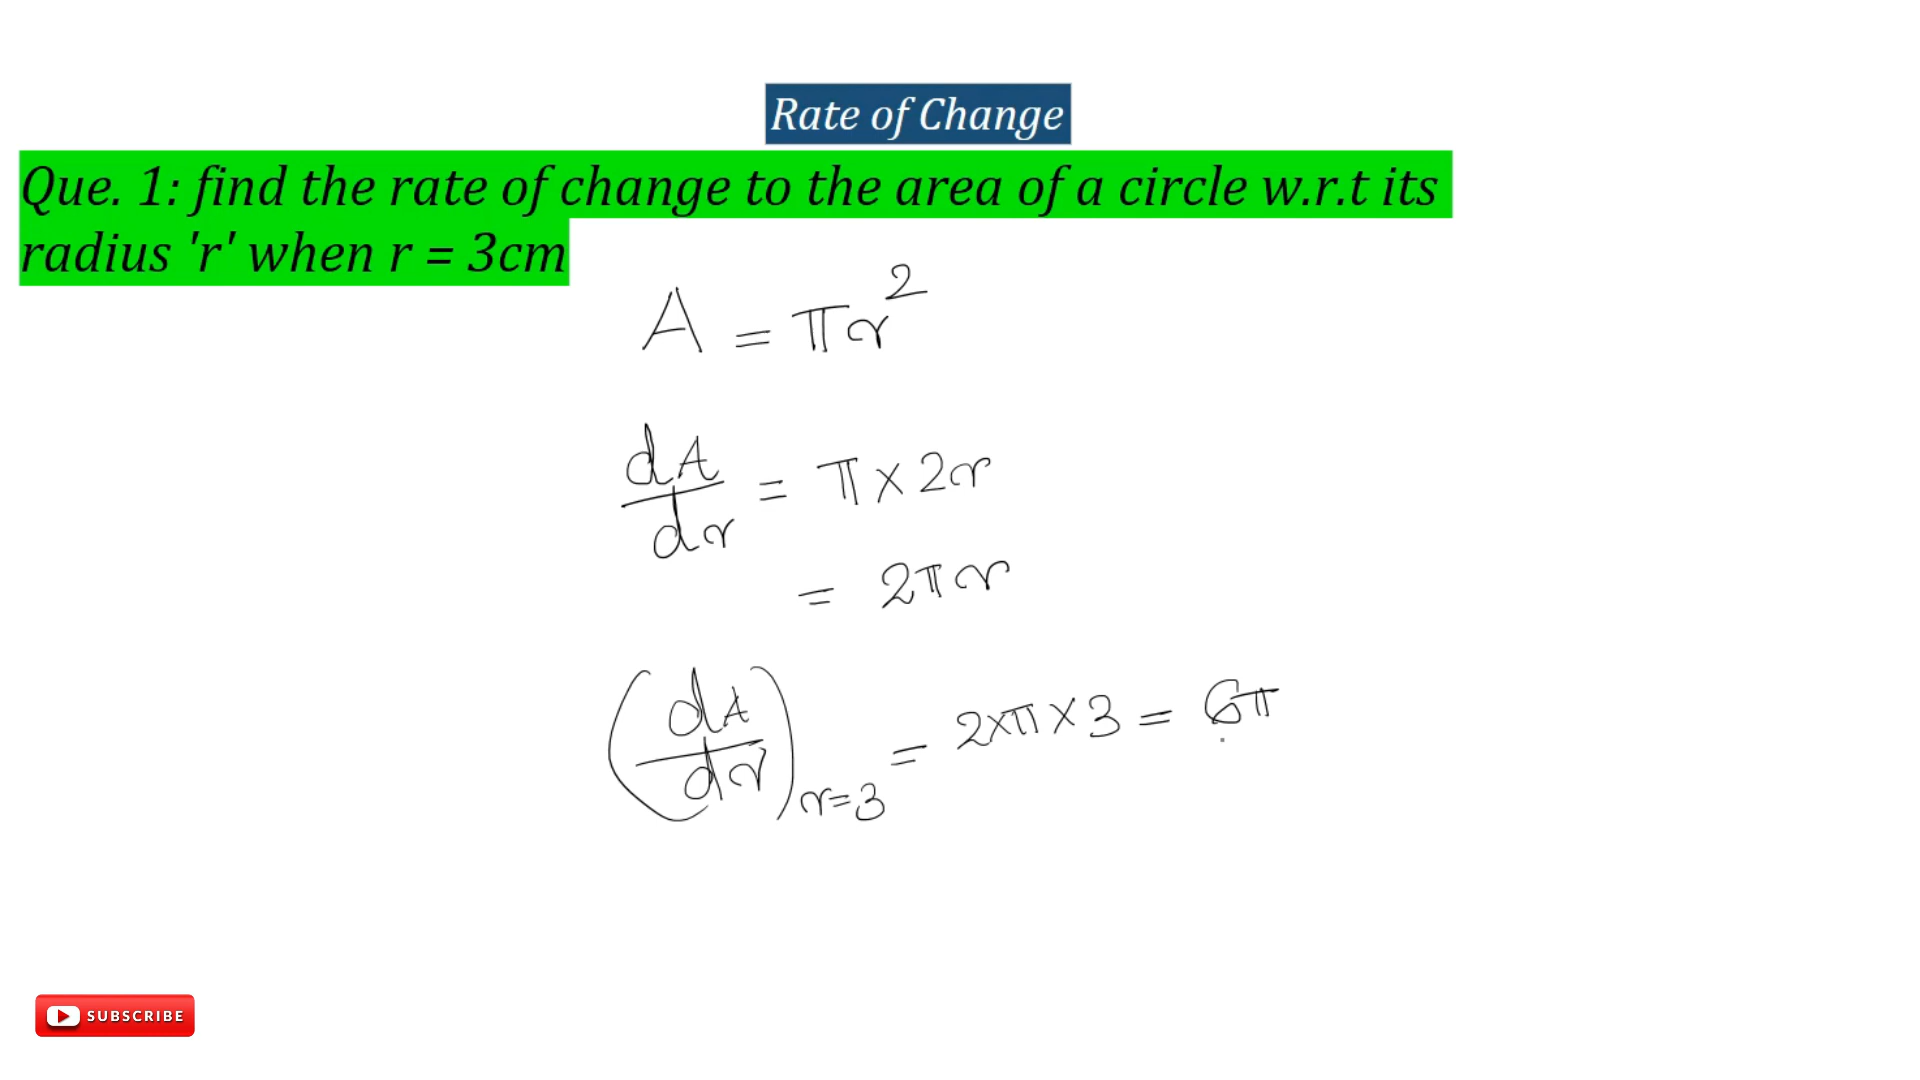 Rate of Change
Que. 1: find the rate of change to the area of a circle w.r.t its
radius 'r' when r = 3cm
A = πr²
dA/dr = π × 2r
= 2πr
(dA/dr)r=3 = 2×π×3 = 6π
SUBSCRIBE